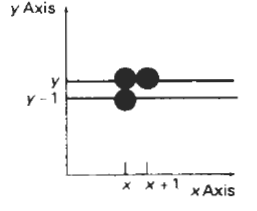 y Axis
y
y - 1
x x + 1
x Axis